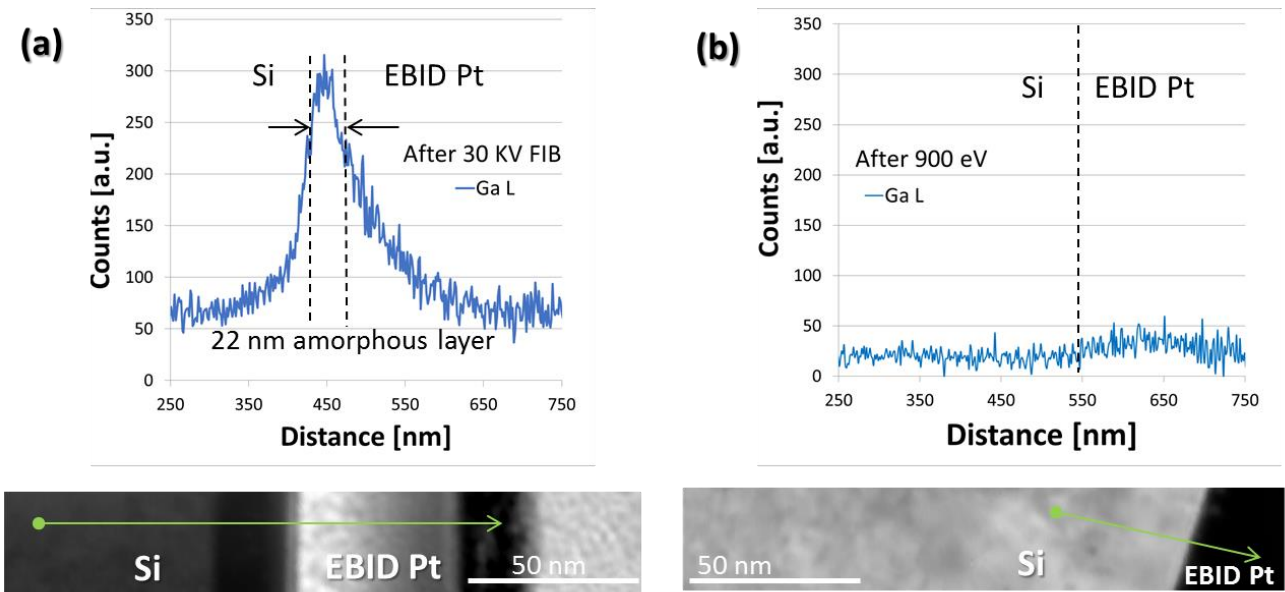 (a)
350
300
250
200
150
100
50
0
Counts [a.u.]
Si
EBID Pt
After 30 KV FIB
Ga L
22 nm amorphous layer
250 350 450 550 650 750
Distance [nm]
Si
EBID Pt
50 nm
(b)
350
300
250
200
150
100
50
0
Counts [a.u.]
Si
EBID Pt
After 900 eV
Ga L
250 350 450 550 650 750
Distance [nm]
50 nm
Si
EBID Pt